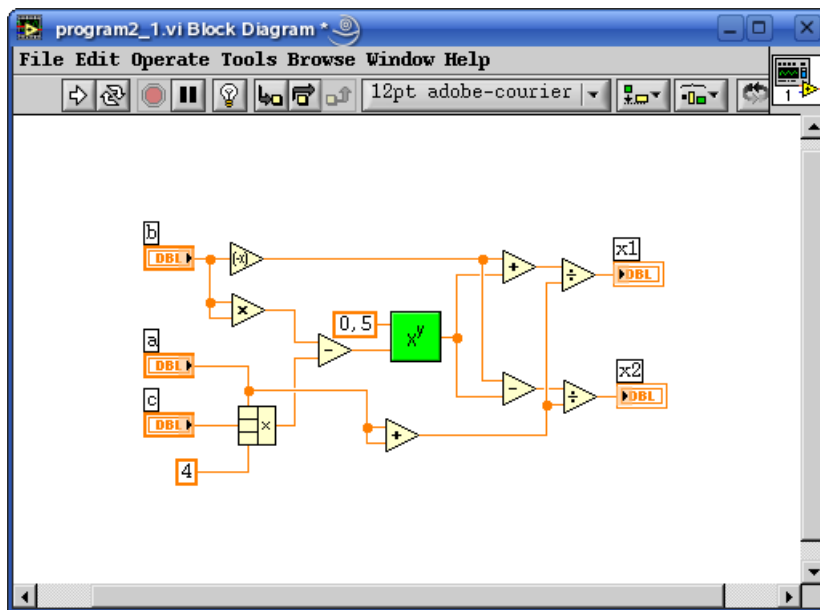 program2_1.vi Block Diagram *
File Edit Operate Tools Browse Window Help
12pt adobe-courier
1
b
DBL
(-x)
×
a
DBL
c
DBL
×
4
−
0,5
x^y
+
+
÷
x1
DBL
−
÷
x2
DBL